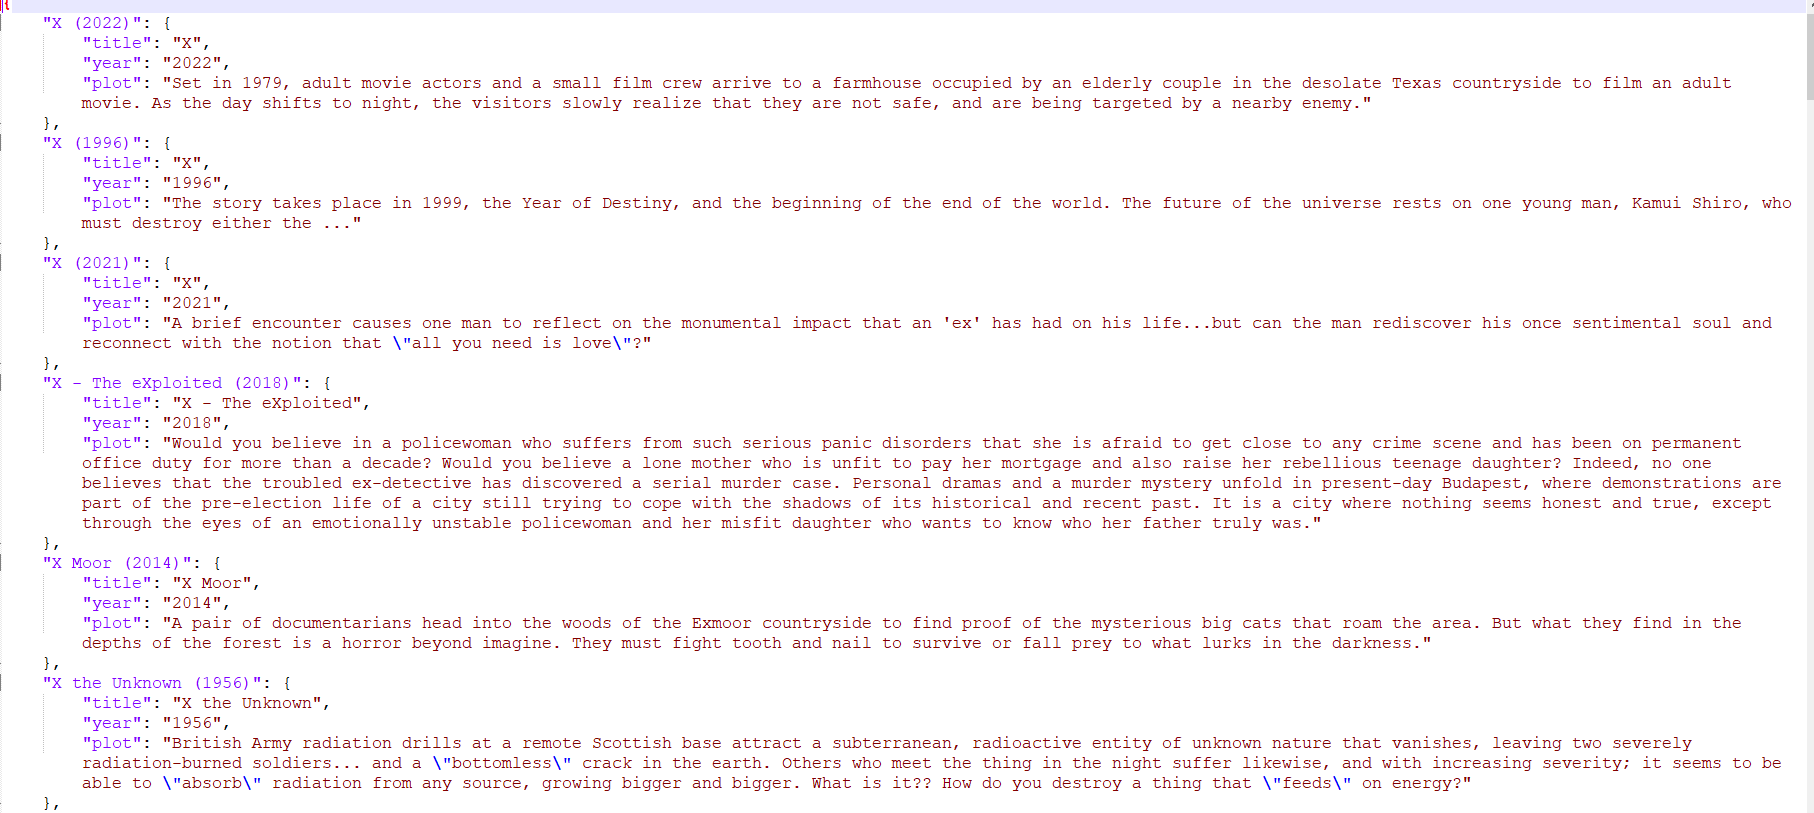 {
"X (2022)": {
"title": "X",
"year": "2022",
"plot": "Set in 1979, adult movie actors and a small film crew arrive to a farmhouse occupied by an elderly couple in the desolate Texas countryside to film an adult
movie. As the day shifts to night, the visitors slowly realize that they are not safe, and are being targeted by a nearby enemy."
},
"X (1996)": {
"title": "X",
"year": "1996",
"plot": "The story takes place in 1999, the Year of Destiny, and the beginning of the end of the world. The future of the universe rests on one young man, Kamui Shiro, who
must destroy either the ..."
},
"X (2021)": {
"title": "X",
"year": "2021",
"plot": "A brief encounter causes one man to reflect on the monumental impact that an 'ex' has had on his life...but can the man rediscover his once sentimental soul and
reconnect with the notion that \"all you need is love\"?"
},
"X - The eXploited (2018)": {
"title": "X - The eXploited",
"year": "2018",
"plot": "Would you believe in a policewoman who suffers from such serious panic disorders that she is afraid to get close to any crime scene and has been on permanent
office duty for more than a decade? Would you believe a lone mother who is unfit to pay her mortgage and also raise her rebellious teenage daughter? Indeed, no one
believes that the troubled ex-detective has discovered a serial murder case. Personal dramas and a murder mystery unfold in present-day Budapest, where demonstrations are
part of the pre-election life of a city still trying to cope with the shadows of its historical and recent past. It is a city where nothing seems honest and true, except
through the eyes of an emotionally unstable policewoman and her misfit daughter who wants to know who her father truly was."
},
"X Moor (2014)": {
"title": "X Moor",
"year": "2014",
"plot": "A pair of documentarians head into the woods of the Exmoor countryside to find proof of the mysterious big cats that roam the area. But what they find in the
depths of the forest is a horror beyond imagine. They must fight tooth and nail to survive or fall prey to what lurks in the darkness."
},
"X the Unknown (1956)": {
"title": "X the Unknown",
"year": "1956",
"plot": "British Army radiation drills at a remote Scottish base attract a subterranean, radioactive entity of unknown nature that vanishes, leaving two severely
radiation-burned soldiers... and a \"bottomless\" crack in the earth. Others who meet the thing in the night suffer likewise, and with increasing severity; it seems to be
able to \"absorb\" radiation from any source, growing bigger and bigger. What is it?? How do you destroy a thing that \"feeds\" on energy?"
},